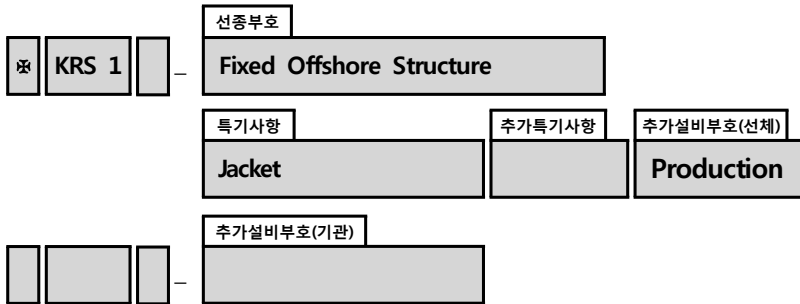 선종부호
✠ KRS 1 – Fixed Offshore Structure
특기사항 추가특기사항 추가설비부호(선체)
Jacket Production
추가설비부호(기관)
–